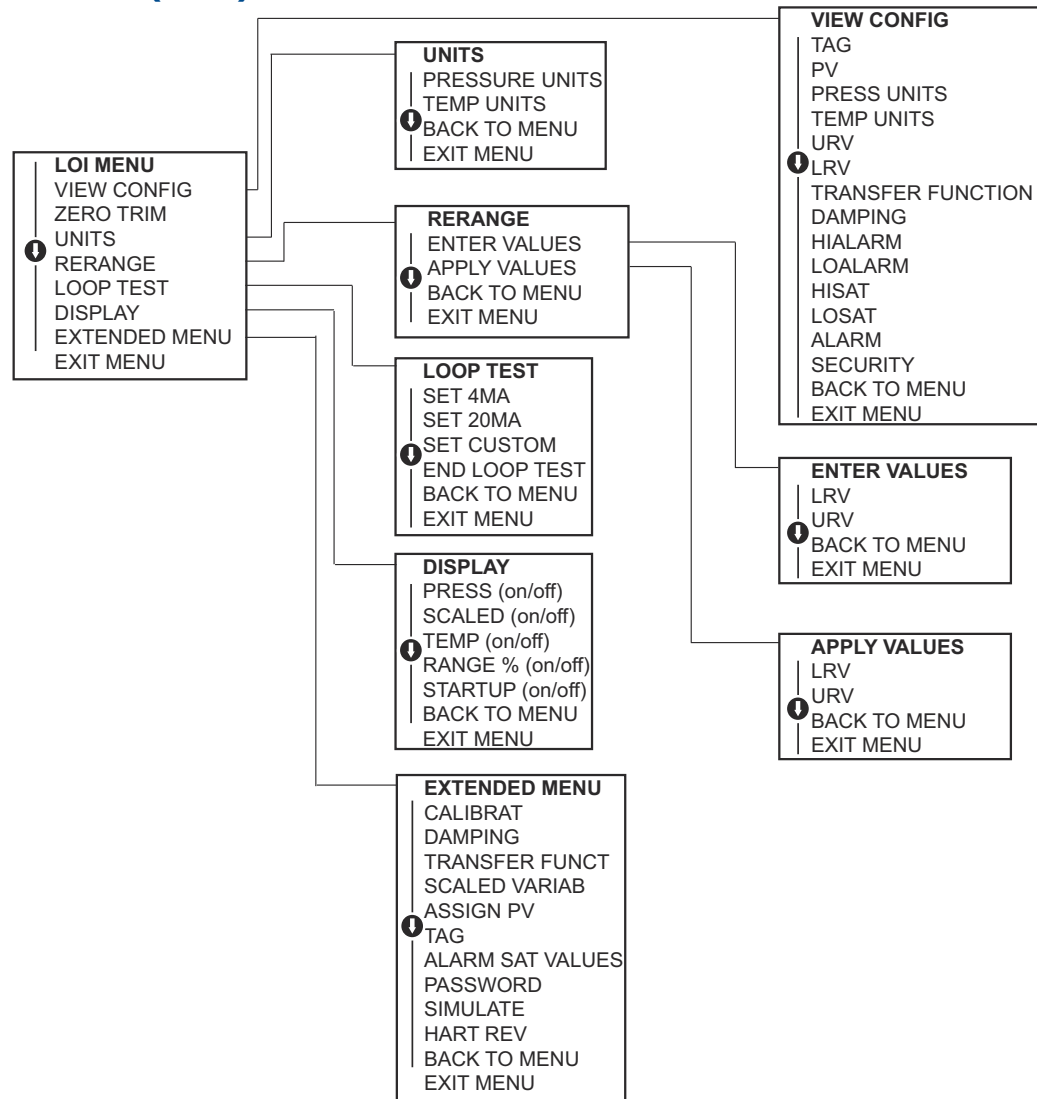 LOI MENU
VIEW CONFIG
ZERO TRIM
UNITS
RERANGE
LOOP TEST
DISPLAY
EXTENDED MENU
EXIT MENU
UNITS
PRESSURE UNITS
TEMP UNITS
BACK TO MENU
EXIT MENU
RERANGE
ENTER VALUES
APPLY VALUES
BACK TO MENU
EXIT MENU
LOOP TEST
SET 4MA
SET 20MA
SET CUSTOM
END LOOP TEST
BACK TO MENU
EXIT MENU
DISPLAY
PRESS (on/off)
SCALED (on/off)
TEMP (on/off)
RANGE % (on/off)
STARTUP (on/off)
BACK TO MENU
EXIT MENU
EXTENDED MENU
CALIBRAT
DAMPING
TRANSFER FUNCT
SCALED VARIAB
ASSIGN PV
TAG
ALARM SAT VALUES
PASSWORD
SIMULATE
HART REV
BACK TO MENU
EXIT MENU
VIEW CONFIG
TAG
PV
PRESS UNITS
TEMP UNITS
URV
LRV
TRANSFER FUNCTION
DAMPING
HIALARM
LOALARM
HISAT
LOSAT
ALARM
SECURITY
BACK TO MENU
EXIT MENU
ENTER VALUES
LRV
URV
BACK TO MENU
EXIT MENU
APPLY VALUES
LRV
URV
BACK TO MENU
EXIT MENU